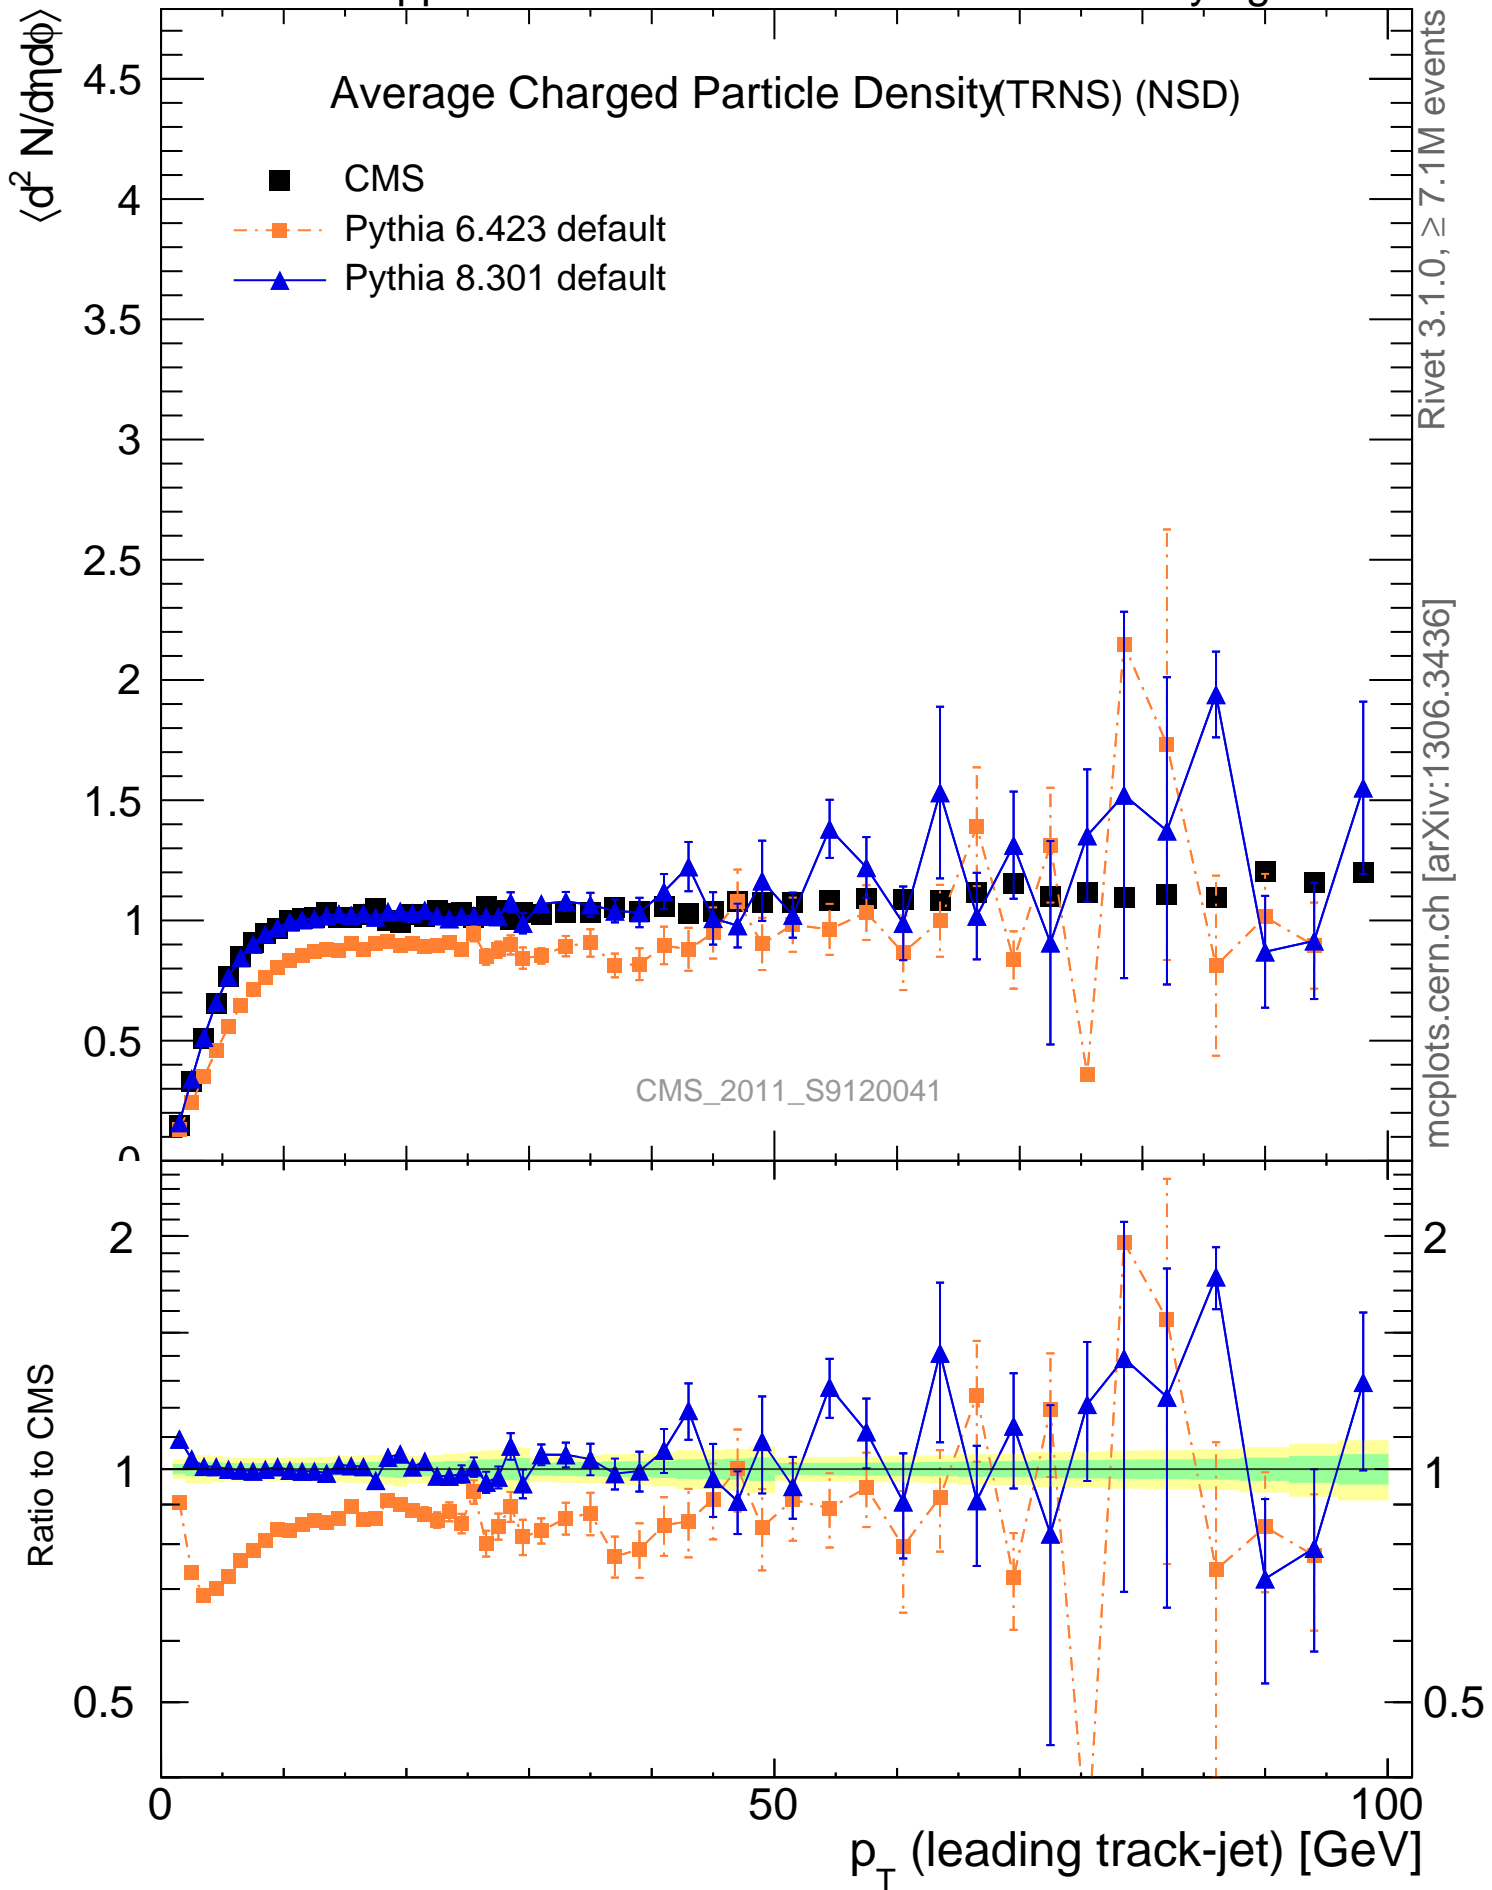 ⟨d² N/dηdϕ⟩
Average Charged Particle Density (TRNS) (NSD)
CMS
Pythia 6.423 default
Pythia 8.301 default
4.5
4
3.5
3
2.5
2
1.5
1
0.5
0
CMS_2011_S9120041
Rivet 3.1.0, ≥ 7.1M events
mcplots.cern.ch [arXiv:1306.3436]
Ratio to CMS
2
1
0.5
2
1
0.5
0 50 100
p_T (leading track-jet) [GeV]